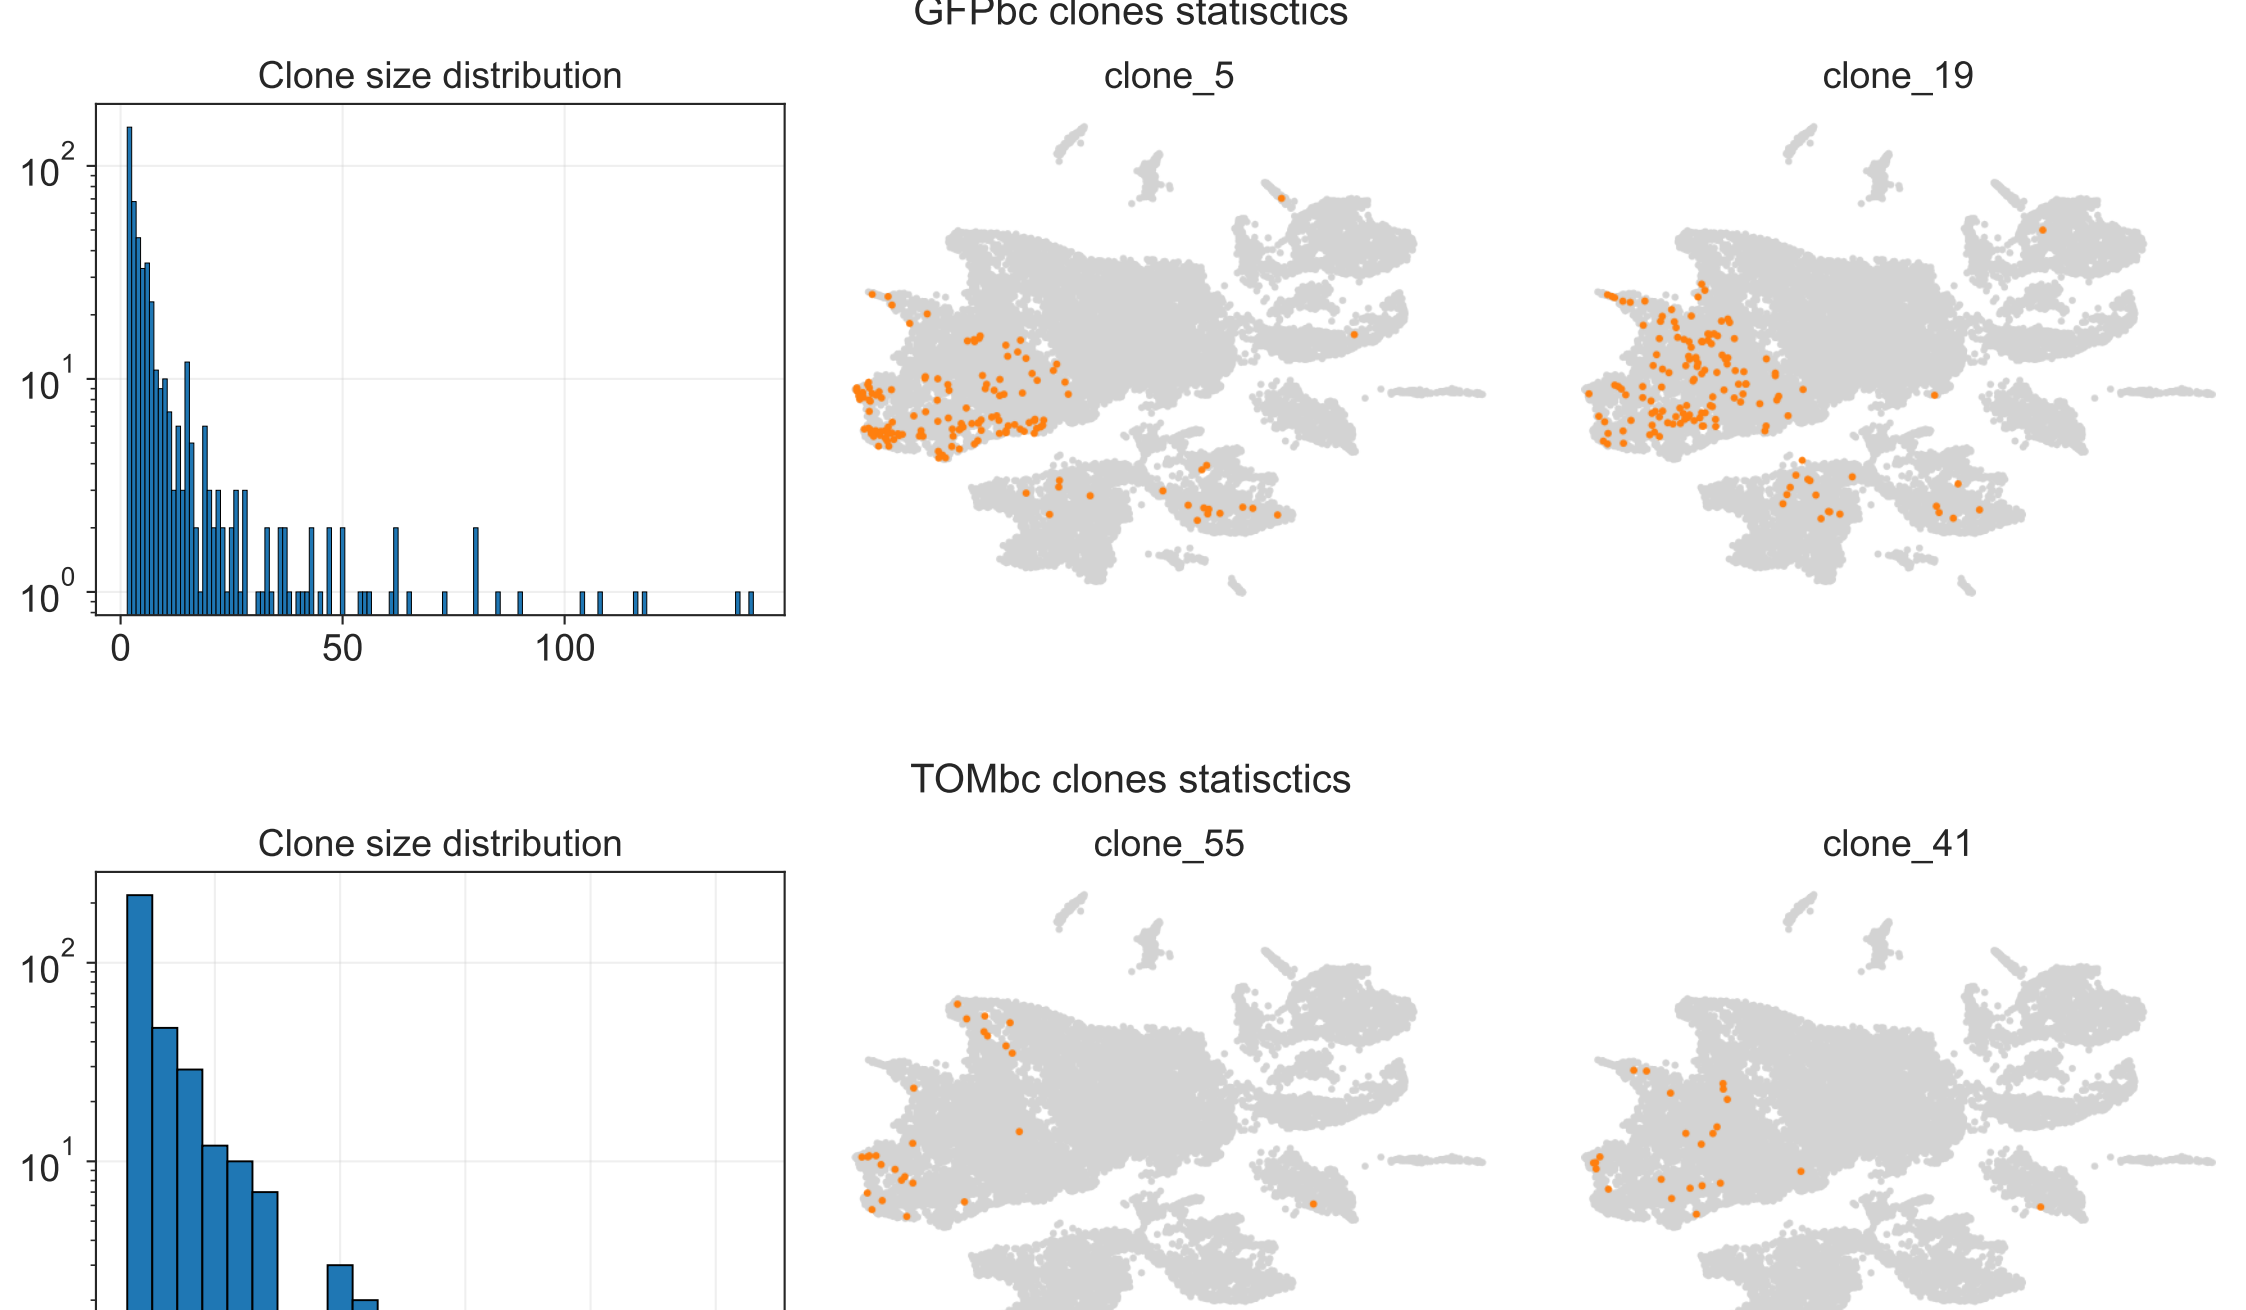 GFPbc clones statisctics
Clone size distribution
clone_5
clone_19
10^2
10^1
10^0
0 50 100
TOMbc clones statisctics
Clone size distribution
clone_55
clone_41
10^2
10^1